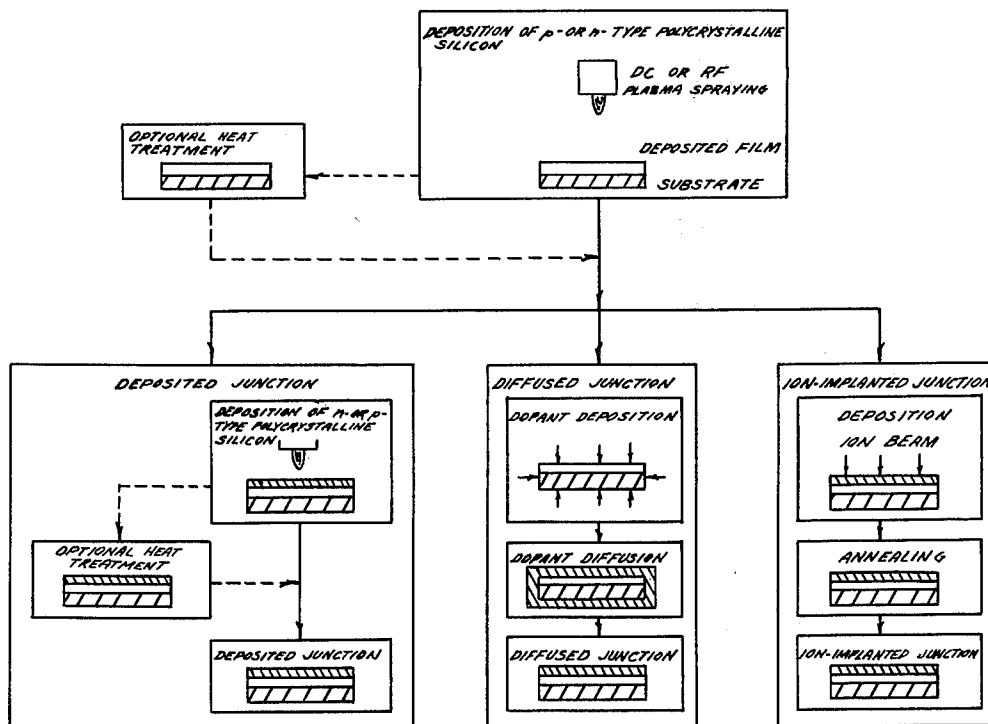 DEPOSITION OF p- OR n- TYPE POLYCRYSTALLINE
SILICON
DC OR RF
PLASMA SPRAYING
DEPOSITED FILM
SUBSTRATE
OPTIONAL HEAT
TREATMENT
DEPOSITED JUNCTION
DEPOSITION OF n- OR p-
TYPE POLYCRYSTALLINE
SILICON
OPTIONAL HEAT
TREATMENT
DEPOSITED JUNCTION
DIFFUSED JUNCTION
DOPANT DEPOSITION
DOPANT DIFFUSION
DIFFUSED JUNCTION
ION-IMPLANTED JUNCTION
DEPOSITION
ION BEAM
ANNEALING
ION-IMPLANTED JUNCTION